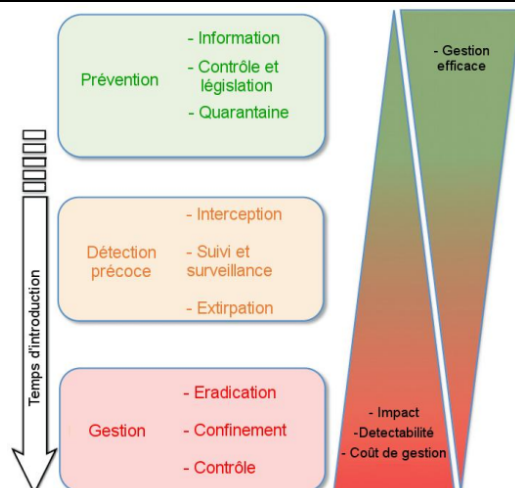 Prévention
- Information
- Contrôle et
législation
- Quarantaine
- Gestion
efficace
Temps d'introduction
Détection
précoce
- Interception
- Suivi et
surveillance
- Extirpation
Gestion
- Eradication
- Confinement
- Contrôle
- Impact
-Detectabilité
- Coût de gestion